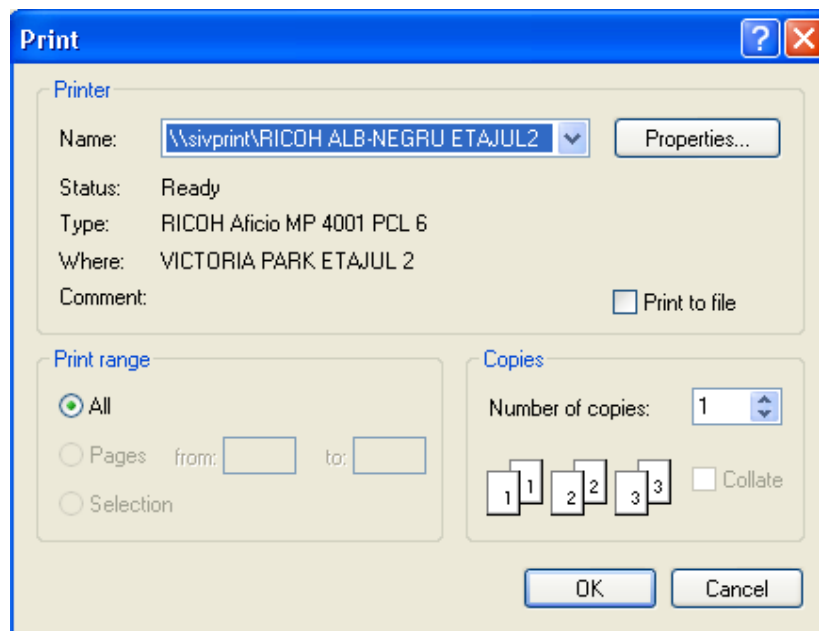 Print
Printer
Name: \\sivprint\RICOH ALB-NEGRU ETAJUL2 Properties...
Status: Ready
Type: RICOH Aficio MP 4001 PCL 6
Where: VICTORIA PARK ETAJUL 2
Comment: Print to file
Print range
All
Pages from: to:
Selection
Copies
Number of copies: 1
1 1 2 2 3 3 Collate
OK Cancel